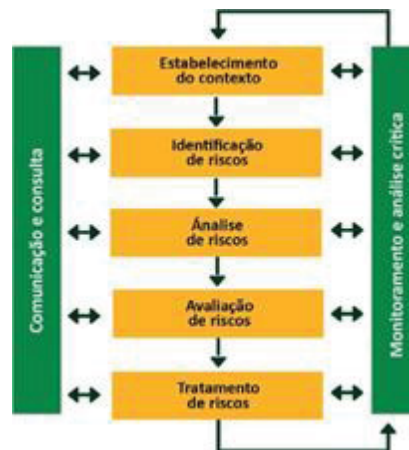 Comunicação e consulta
Estabelecimento
do contexto
Identificação
de riscos
Ánalise
de riscos
Avaliação
de riscos
Tratamento
de riscos
Monitoramento e análise crítica